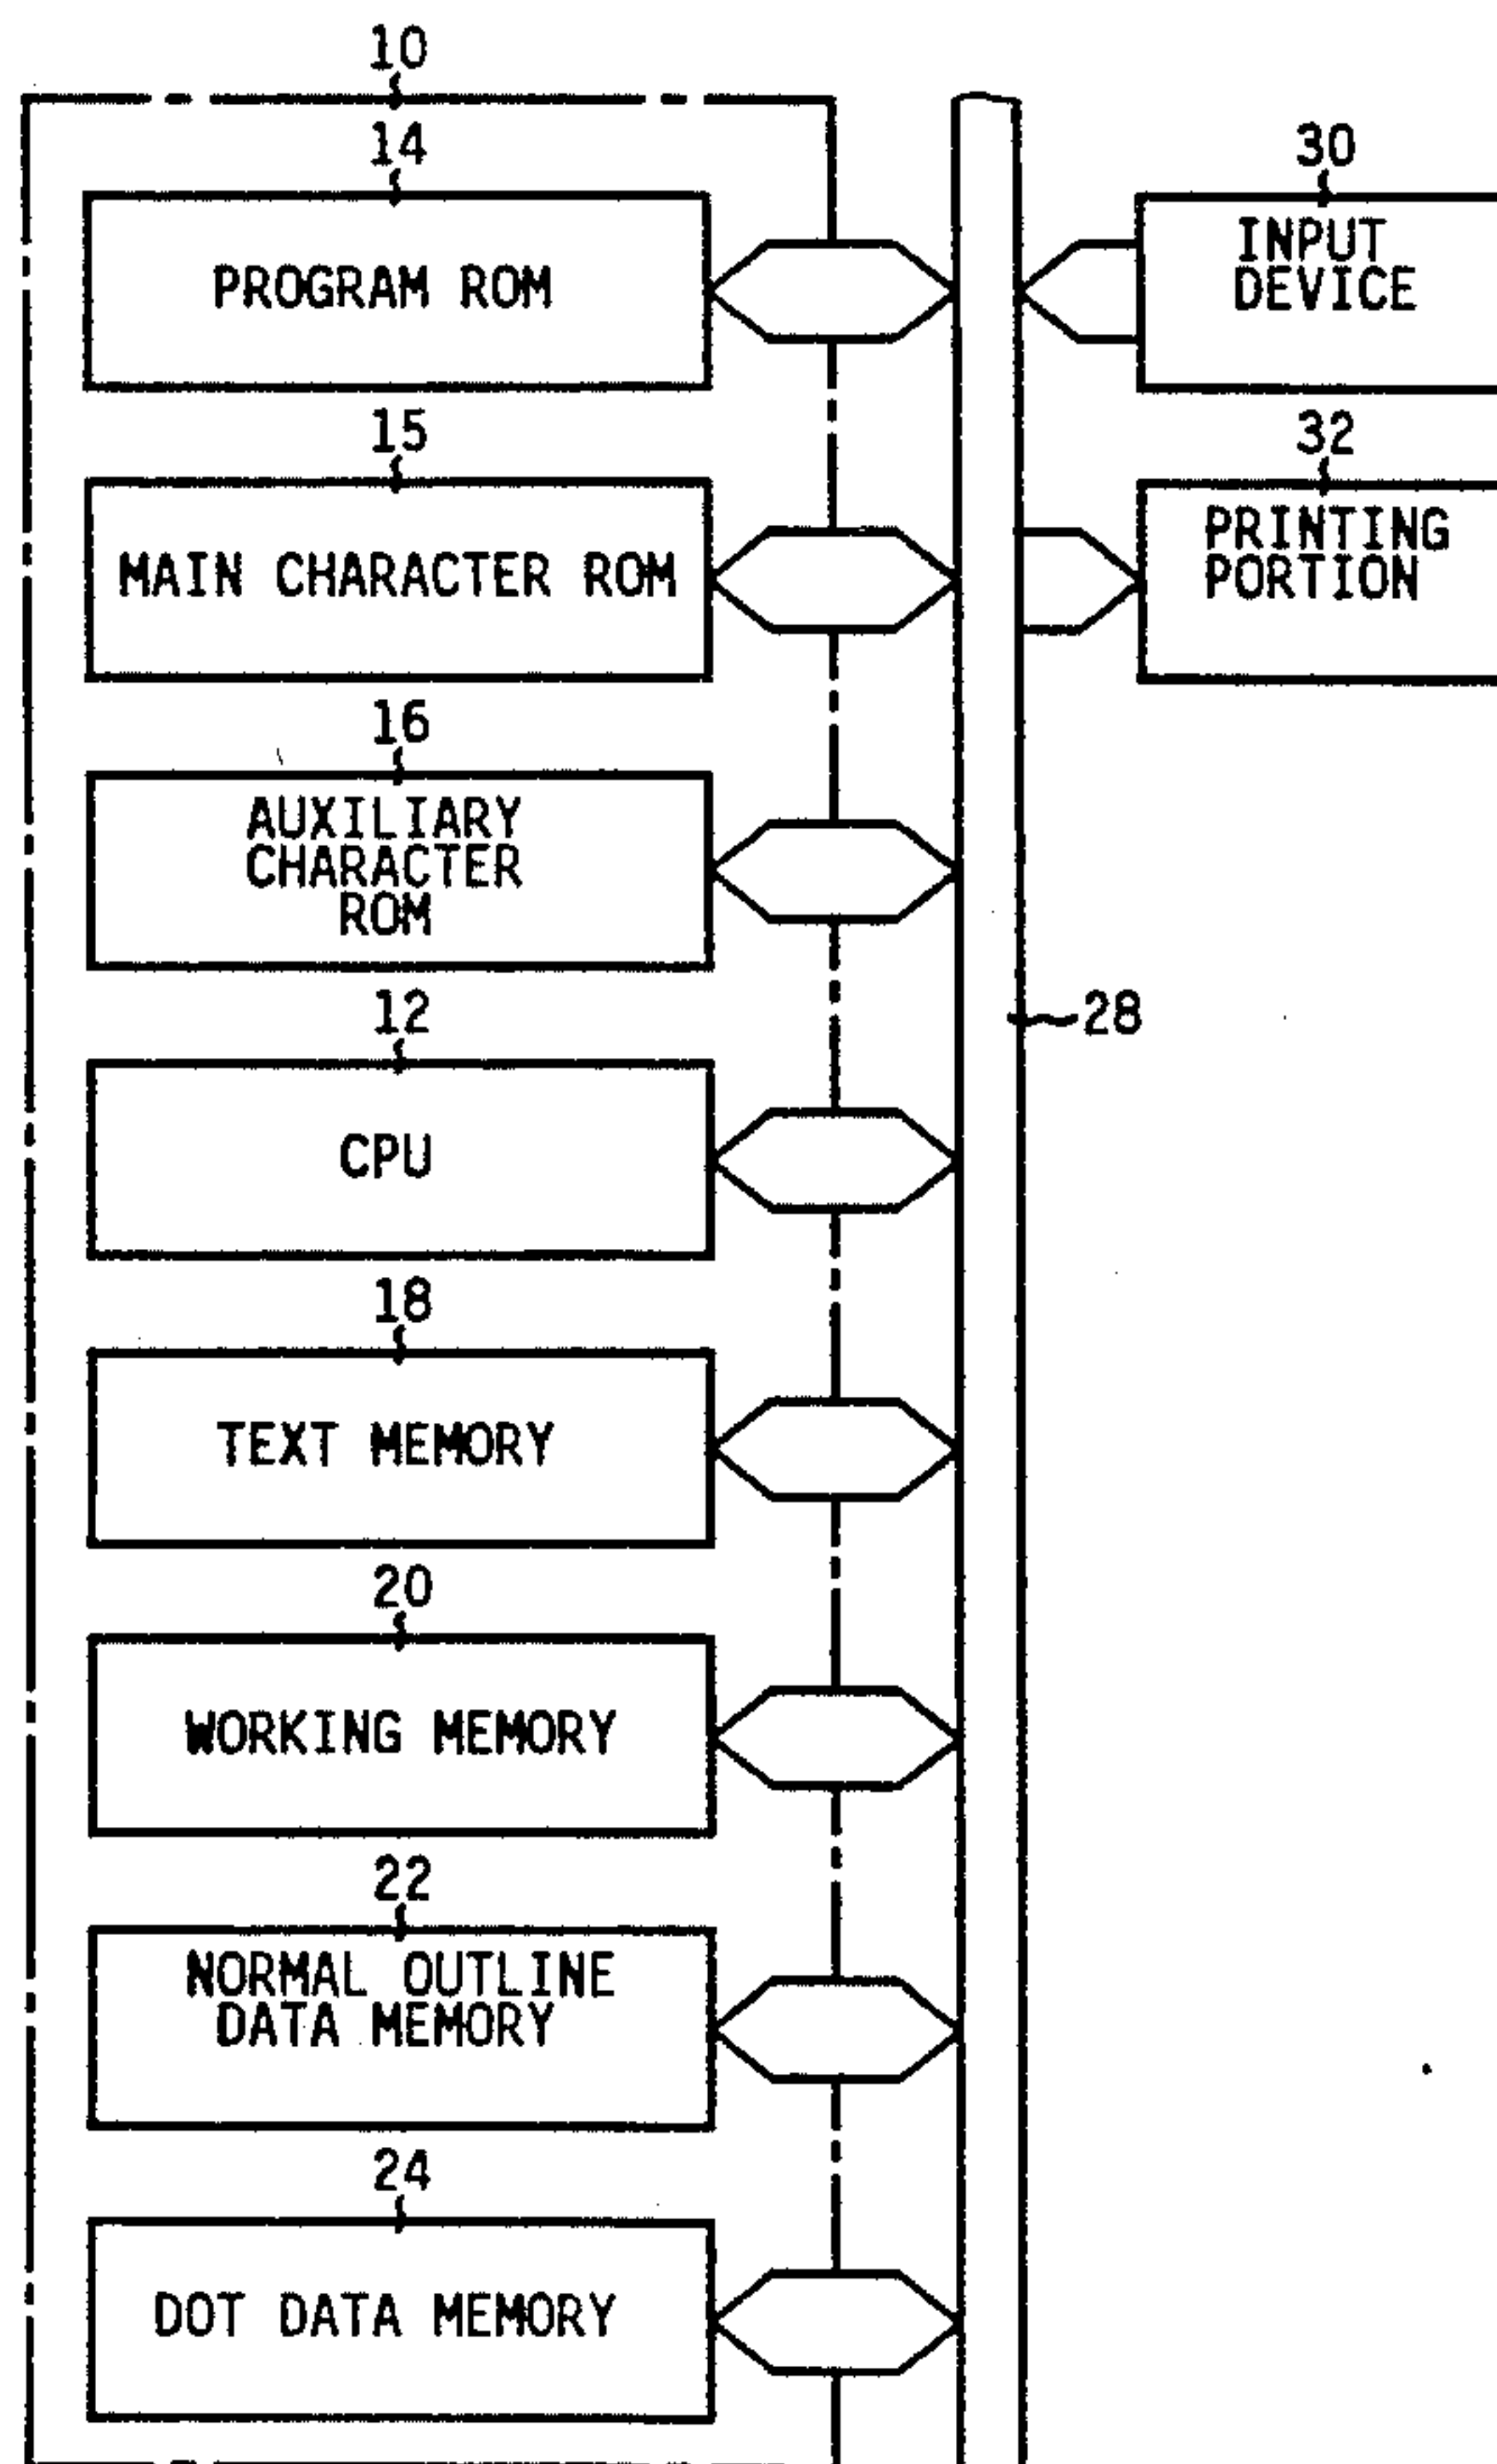 10
14
PROGRAM ROM
15
MAIN CHARACTER ROM
16
AUXILIARY
CHARACTER
ROM
12
CPU
18
TEXT MEMORY
20
WORKING MEMORY
22
NORMAL OUTLINE
DATA MEMORY
24
DOT DATA MEMORY
28
30
INPUT
DEVICE
32
PRINTING
PORTION